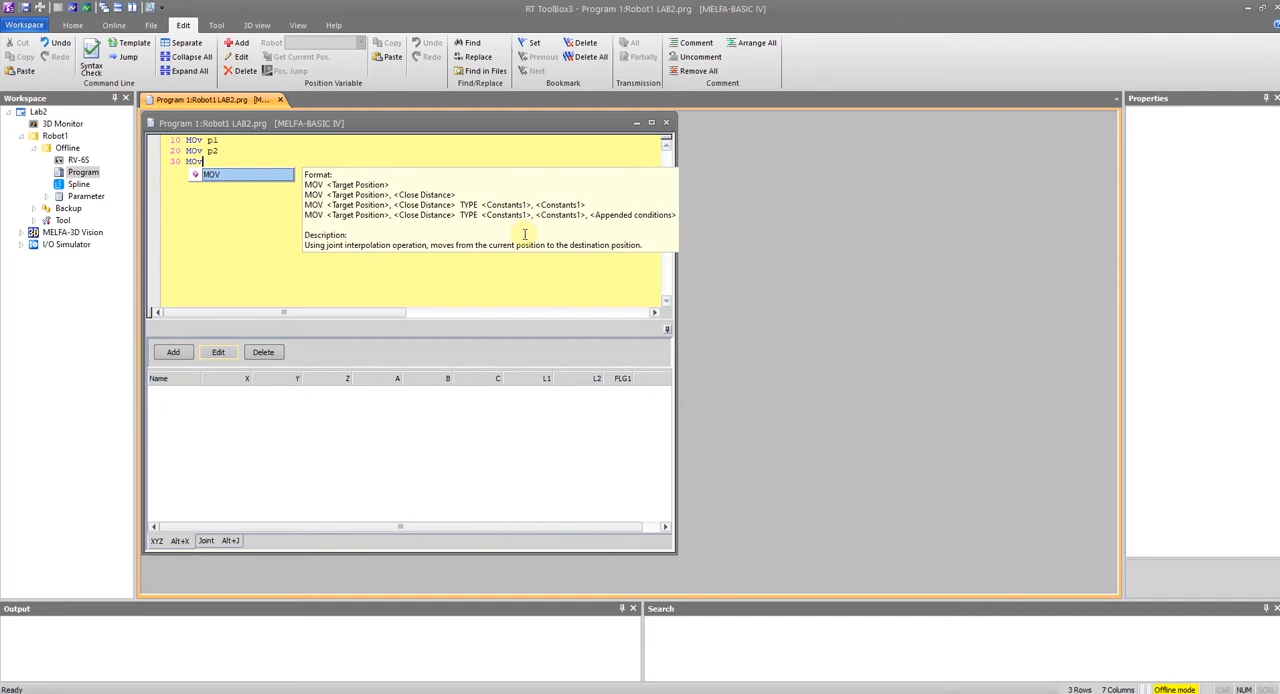 RT ToolBox3 - Program 1:Robot1 LAB2.prg [MELFA-BASIC IV]
Workspace Home Online File Edit Tool 3D view View Help
Cut Undo Template Separate Add Robot Copy Undo Find Set Delete All Comment Arrange All
Copy Redo Syntax Check Jump Collapse All Edit Get Current Pos. Paste Redo Replace Previous Delete All Partially Uncomment
Paste Expand All Delete Pos. Jump Find in Files Next Remove All
Command Line Position Variable Find/Replace Bookmark Transmission Comment
Workspace
Lab2
3D Monitor
Robot1
Offline
RV-6S
Program
Spline
Parameter
Backup
Tool
MELFA-3D Vision
I/O Simulator
Program 1:Robot1 LAB2.prg [M...
Program 1:Robot1 LAB2.prg [MELFA-BASIC IV]
10 MOv p1
20 MOv p2
30 MOv
MOV
Format:
MOV <Target Position>
MOV <Target Position>, <Close Distance>
MOV <Target Position>, <Close Distance> TYPE <Constants1>, <Constants1>
MOV <Target Position>, <Close Distance> TYPE <Constants1>, <Constants1>, <Appended conditions>
Description:
Using joint interpolation operation, moves from the current position to the destination position.
Add Edit Delete
Name X Y Z A B C L1 L2 FLG1
XYZ Alt+X Joint Alt+J
Properties
Output
Search
Ready 3 Rows 7 Columns Offline mode CAP NUM SCRL